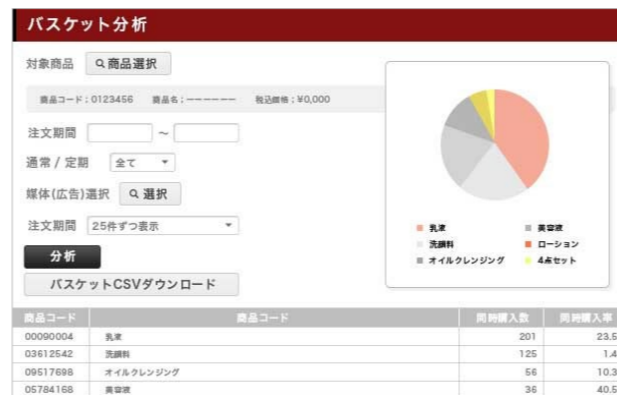 バスケット分析
対象商品 商品選択
商品コード：0123456 商品名：ーーーーーー 税込価格：¥0,000
注文期間 ～
通常 / 定期 全て
媒体(広告)選択 選択
注文期間 25件ずつ表示
分析
バスケットCSVダウンロード
乳液 美容液
洗顔料 ローション
オイルクレンジング 4点セット
商品コード 商品コード 同時購入数 同時購入率
00090004 乳液 201 23.5
03612542 洗顔料 125 1.4
09517698 オイルクレンジング 56 10.3
05784168 美容液 36 40.5